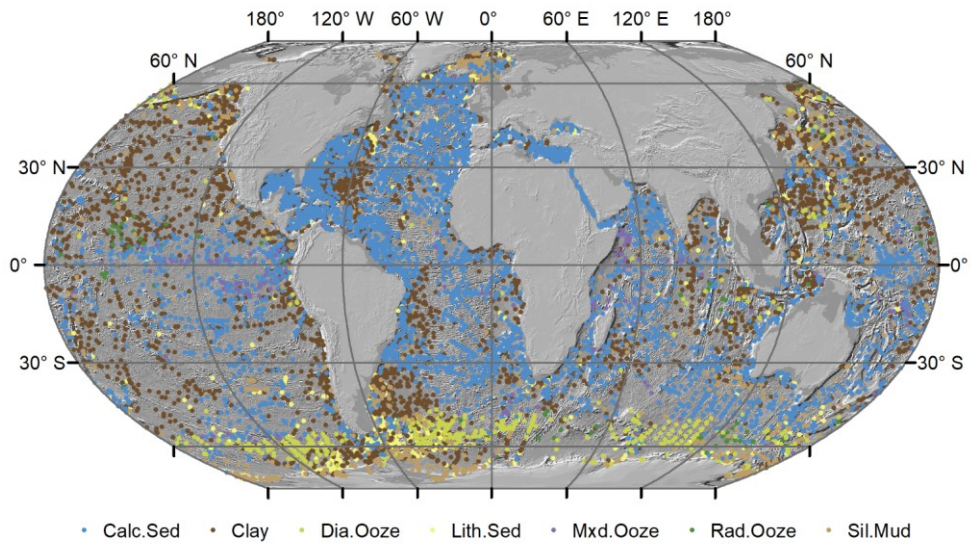 180° 120° W 60° W 0° 60° E 120° E 180°
60° N 60° N
30° N 30° N
0° 0°
30° S 30° S
Calc.Sed Clay Dia.Ooze Lith.Sed Mxd.Ooze Rad.Ooze Sil.Mud